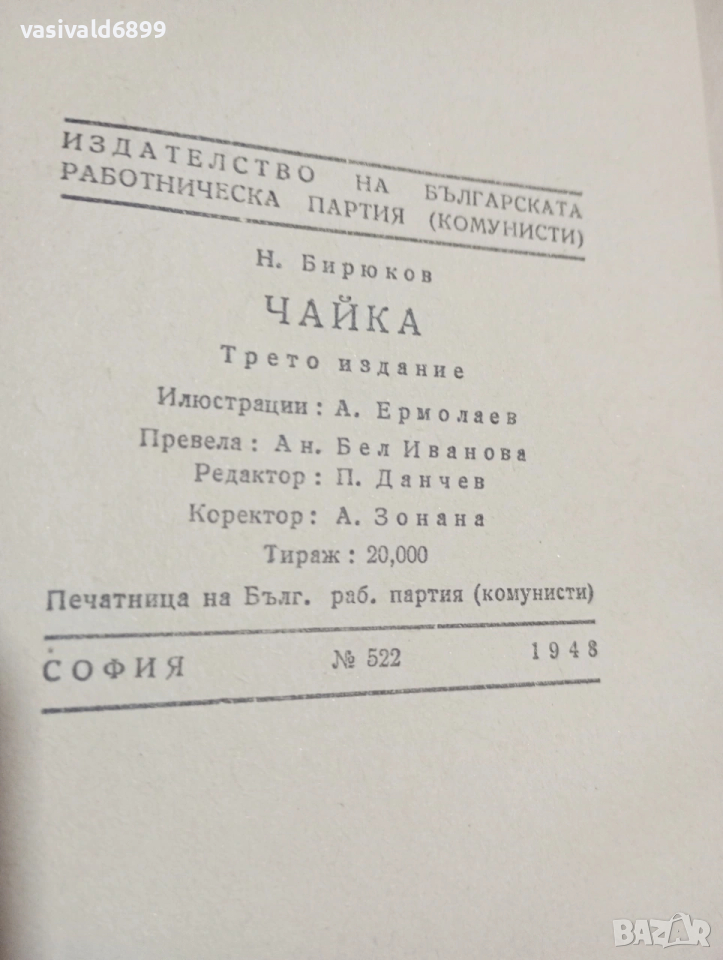 vasivald6899
ИЗДАТЕЛСТВО НА БЪЛГАРСКАТА
РАБОТНИЧЕСКА ПАРТИЯ (КОМУНИСТИ)
Н. Бирюков
ЧАЙКА
Трето издание
Илюстрации: А. Ермолаев
Превела: Ан. Бел Иванова
Редактор: П. Данчев
Коректор: А. Зонана
Тираж: 20,000
Печатница на Бълг. раб. партия (комунисти)
СОФИЯ № 522 1948
BAZAR